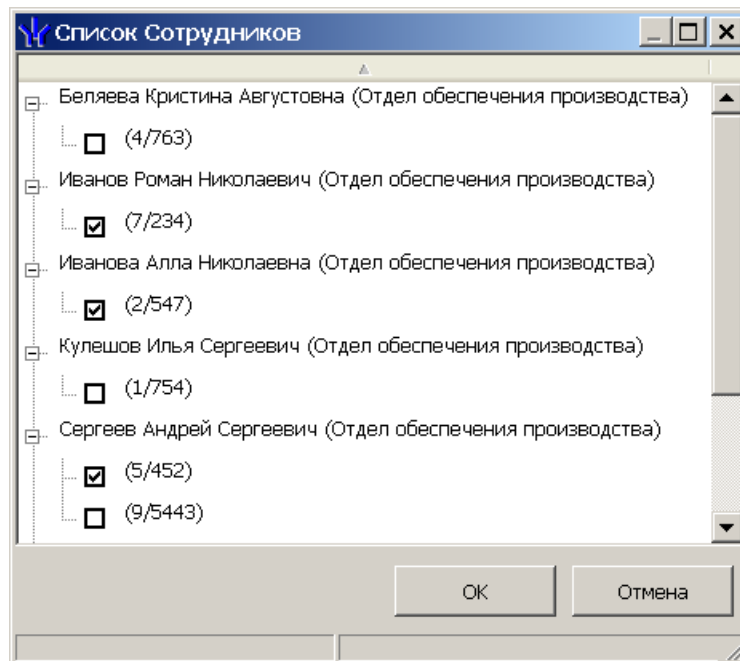 Список Сотрудников
Беляева Кристина Августовна (Отдел обеспечения производства)
(4/763)
Иванов Роман Николаевич (Отдел обеспечения производства)
(7/234)
Иванова Алла Николаевна (Отдел обеспечения производства)
(2/547)
Кулешов Илья Сергеевич (Отдел обеспечения производства)
(1/754)
Сергеев Андрей Сергеевич (Отдел обеспечения производства)
(5/452)
(9/5443)
OK Отмена